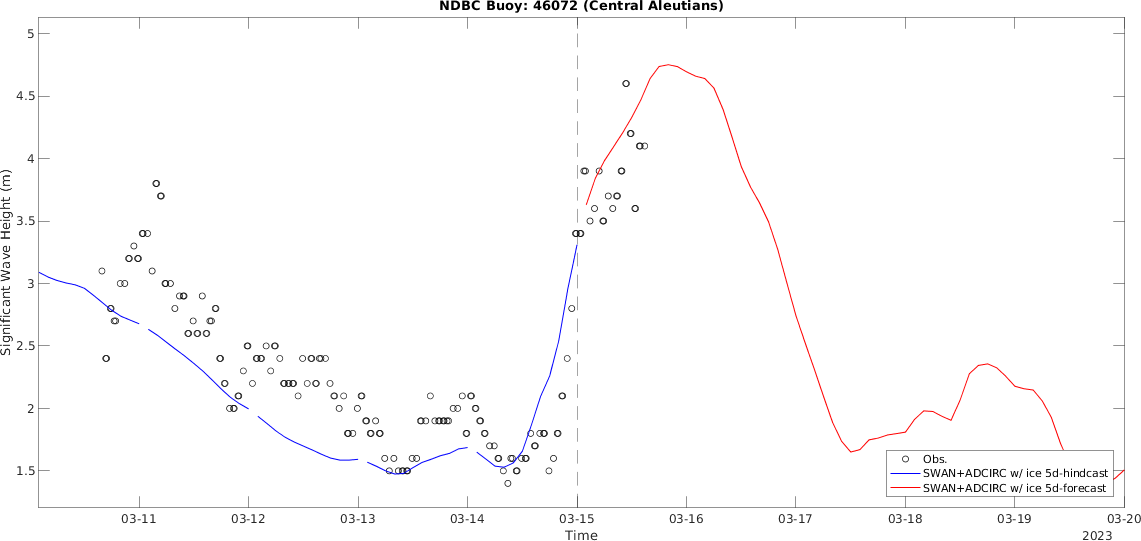 NDBC Buoy: 46072 (Central Aleutians)
5
4.5
4
3.5
3
2.5
2
1.5
Significant Wave Height (m)
Obs.
SWAN+ADCIRC w/ ice 5d-hindcast
SWAN+ADCIRC w/ ice 5d-forecast
03-11 03-12 03-13 03-14 03-15 03-16 03-17 03-18 03-19 03-20
Time
2023